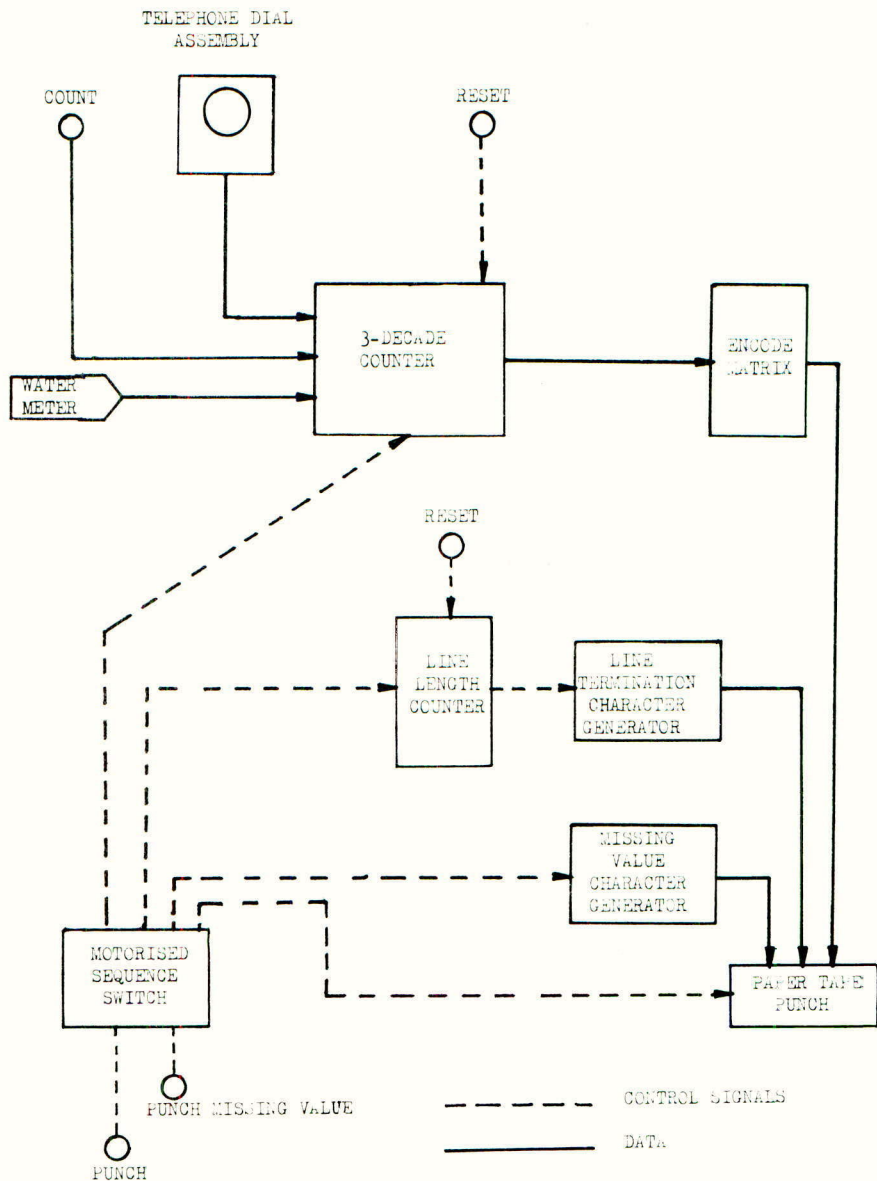 TELEPHONE DIAL
ASSEMBLY
COUNT
RESET
3-DECADE
COUNTER
ENCODE
MATRIX
WATER
METER
RESET
LINE
LENGTH
COUNTER
LINE
TERMINATION
CHARACTER
GENERATOR
MISSING
VALUE
CHARACTER
GENERATOR
MOTORISED
SEQUENCE
SWITCH
PAPER TAPE
PUNCH
PUNCH MISSING VALUE
PUNCH
CONTROL SIGNALS
DATA